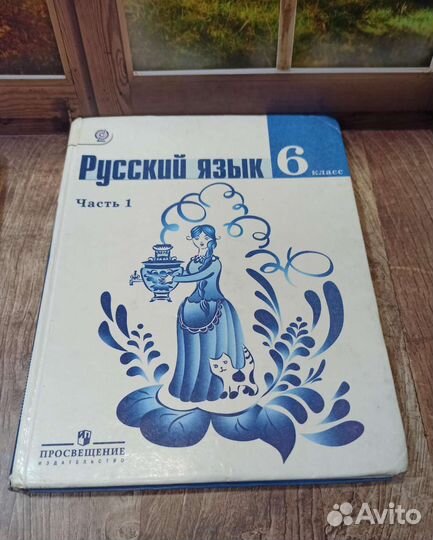 Русский язык 6
класс
Часть 1
ПРОСВЕЩЕНИЕ
ИЗДАТЕЛЬСТВО
Avito